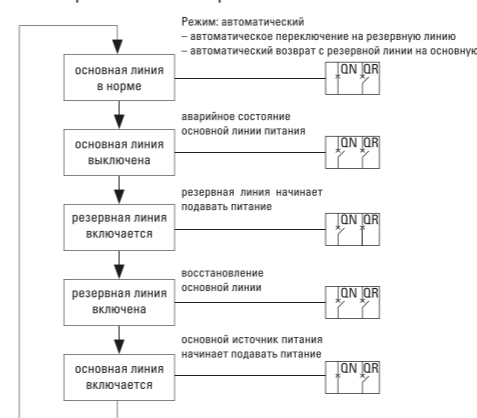 Режим: автоматический
– автоматическое переключение на резервную линию
– автоматический возврат с резервной линии на основную
основная линия
в норме
QN QR
аварийное состояние
основной линии питания
основная линия
выключена
QN QR
резервная линия начинает
подавать питание
резервная линия
включается
QN QR
восстановление
основной линии
резервная линия
включена
QN QR
основной источник питания
начинает подавать питание
основная линия
включается
QN QR